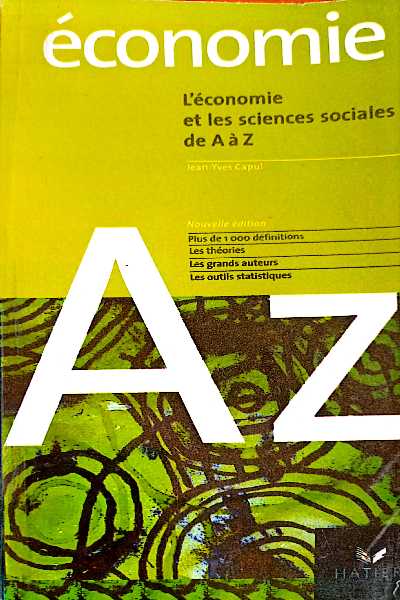 économie
L'économie
et les sciences sociales
de A à Z
Jean-Yves Capul
Nouvelle édition
Plus de 1 000 définitions
Les théories
Les grands auteurs
Les outils statistiques
Az
HATIER